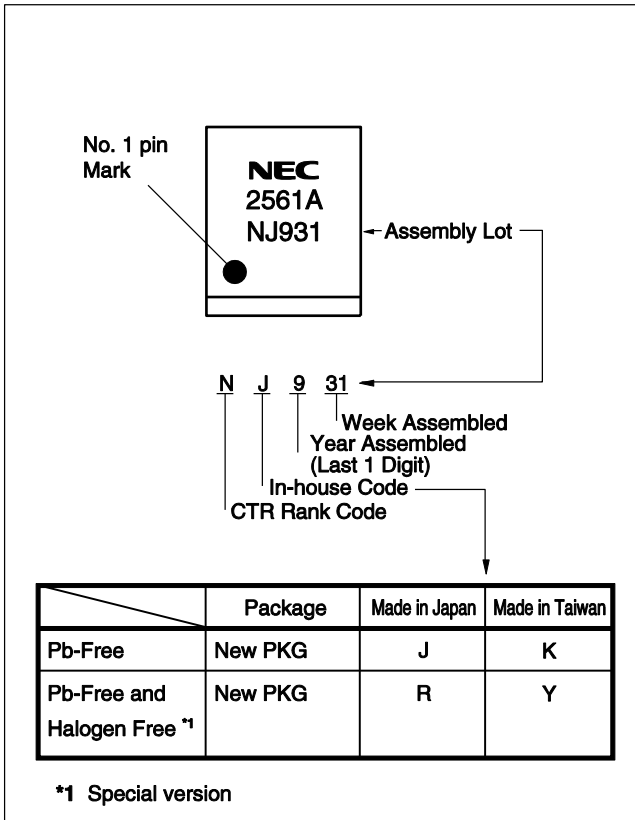 No. 1 pin
Mark
NEC
2561A
NJ931
Assembly Lot
N J 9 31
Week Assembled
Year Assembled
(Last 1 Digit)
In-house Code
CTR Rank Code
Package Made in Japan Made in Taiwan
Pb-Free New PKG J K
Pb-Free and New PKG R Y
Halogen Free *1
*1 Special version